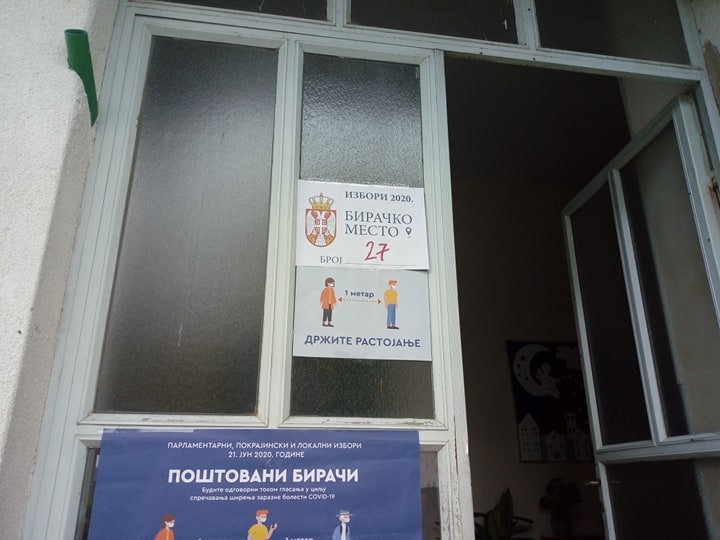 ИЗБОРИ 2020.
БИРАЧКО
МЕСТО
БРОЈ 27
1 метар
ДРЖИТЕ РАСТОЈАЊЕ
ПАРЛАМЕНТАРНИ, ПОКРАЈИНСКИ И ЛОКАЛНИ ИЗБОРИ
21. ЈУН 2020. ГОДИНЕ
ПОШТОВАНИ БИРАЧИ
Будите одговорни током гласања у циљу
спречавања ширења заразне болести COVID-19